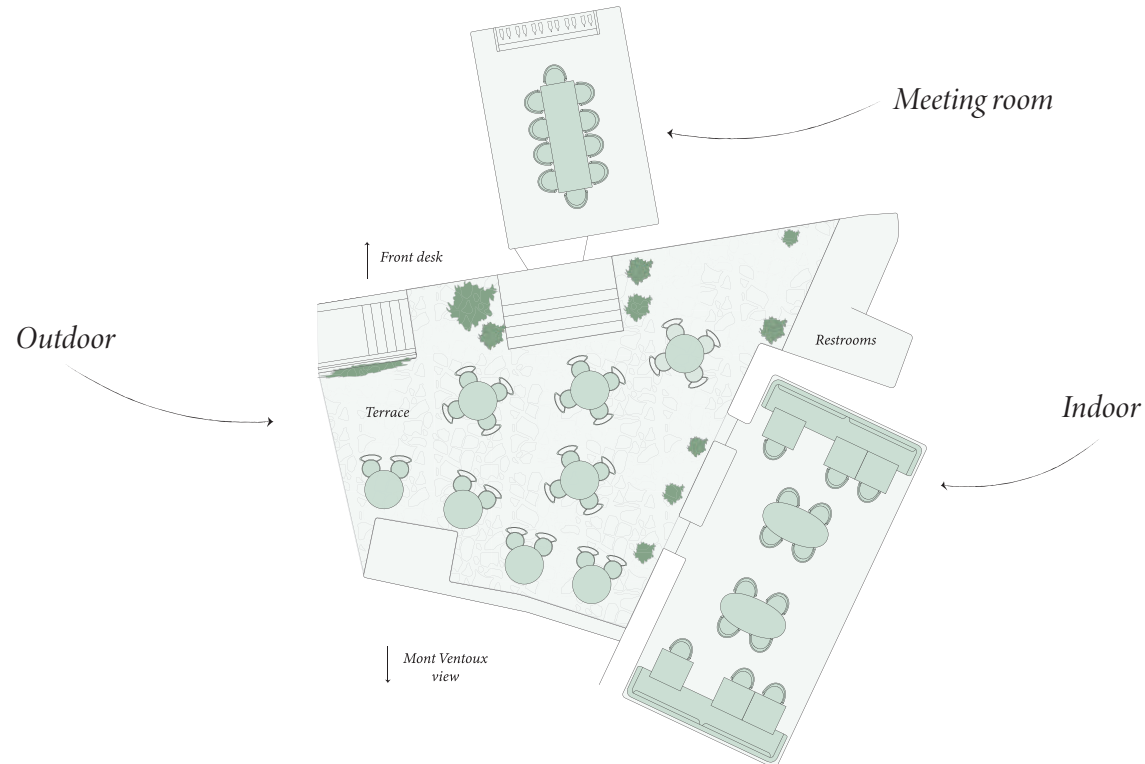 Meeting room
Front desk
Outdoor
Restrooms
Terrace
Indoor
Mont Ventoux
view